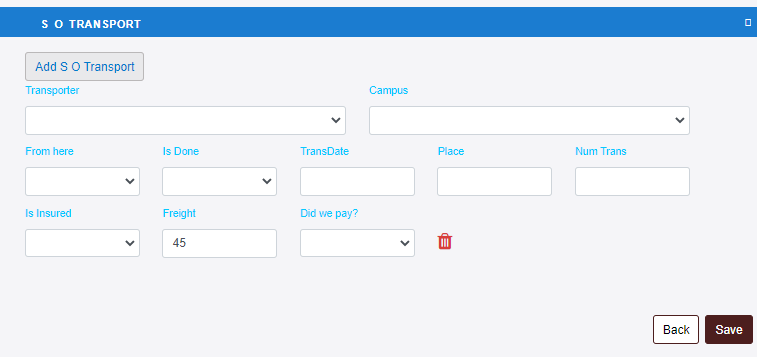 S O TRANSPORT
Add S O Transport
Transporter Campus
From here Is Done TransDate Place Num Trans
Is Insured Freight Did we pay?
45
Back Save